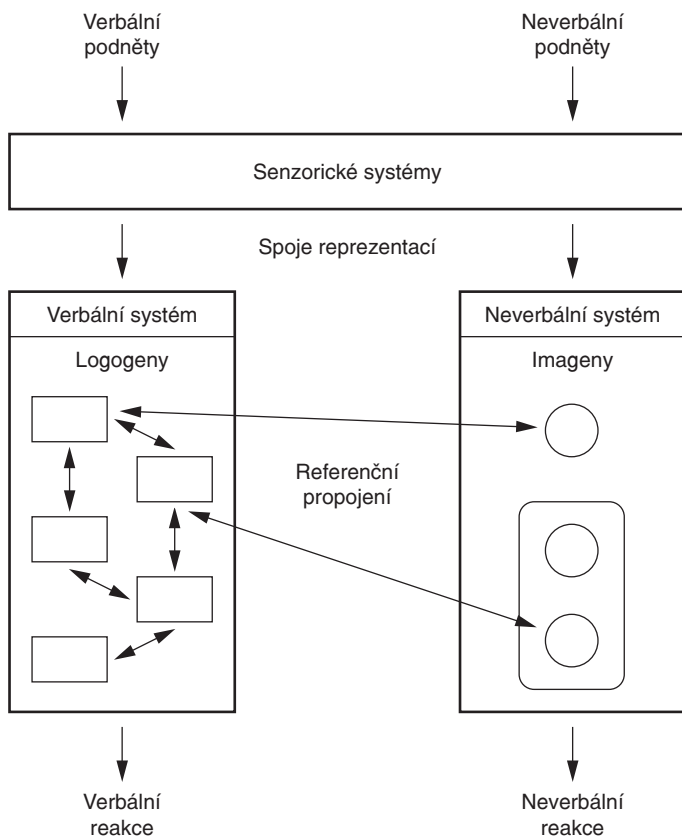 Verbální
podněty
Neverbální
podněty
Senzorické systémy
Spoje reprezentací
Verbální systém
Neverbální systém
Logogeny
Imageny
Referenční
propojení
Verbální
reakce
Neverbální
reakce